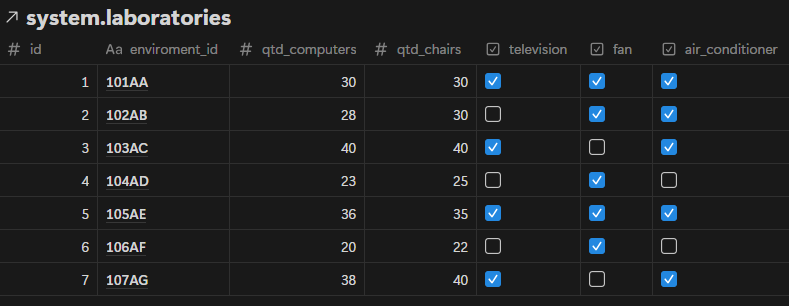 system.laboratories
# id Aa enviroment_id # qtd_computers # qtd_chairs television fan air_conditioner
1 101AA 30 30
2 102AB 28 30
3 103AC 40 40
4 104AD 23 25
5 105AE 36 35
6 106AF 20 22
7 107AG 38 40